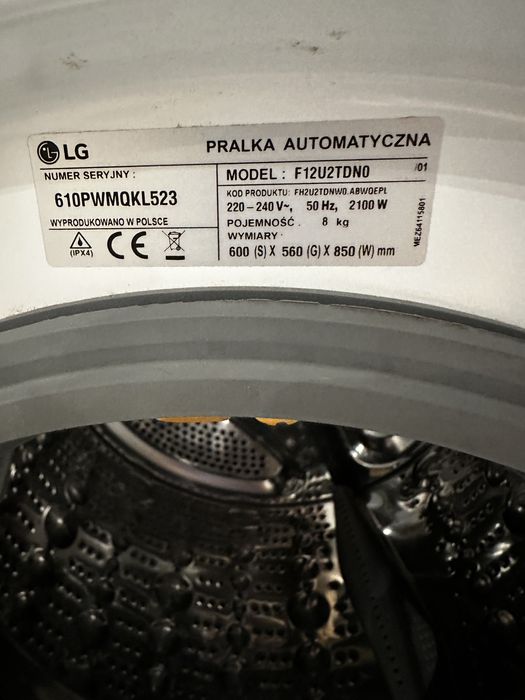 LG
PRALKA AUTOMATYCZNA
NUMER SERYJNY :
610PWMQKL523
WYPRODUKOWANO W POLSCE
(IPX4) CE
MODEL : F12U2TDN0 /01
KOD PRODUKTU: FH2U2TDNW0.ABWQEPL
220-240 V~, 50 Hz, 2100 W
POJEMNOŚĆ : 8 kg
WYMIARY :
600 (S) X 560 (G) X 850 (W) mm
MEZ64115801